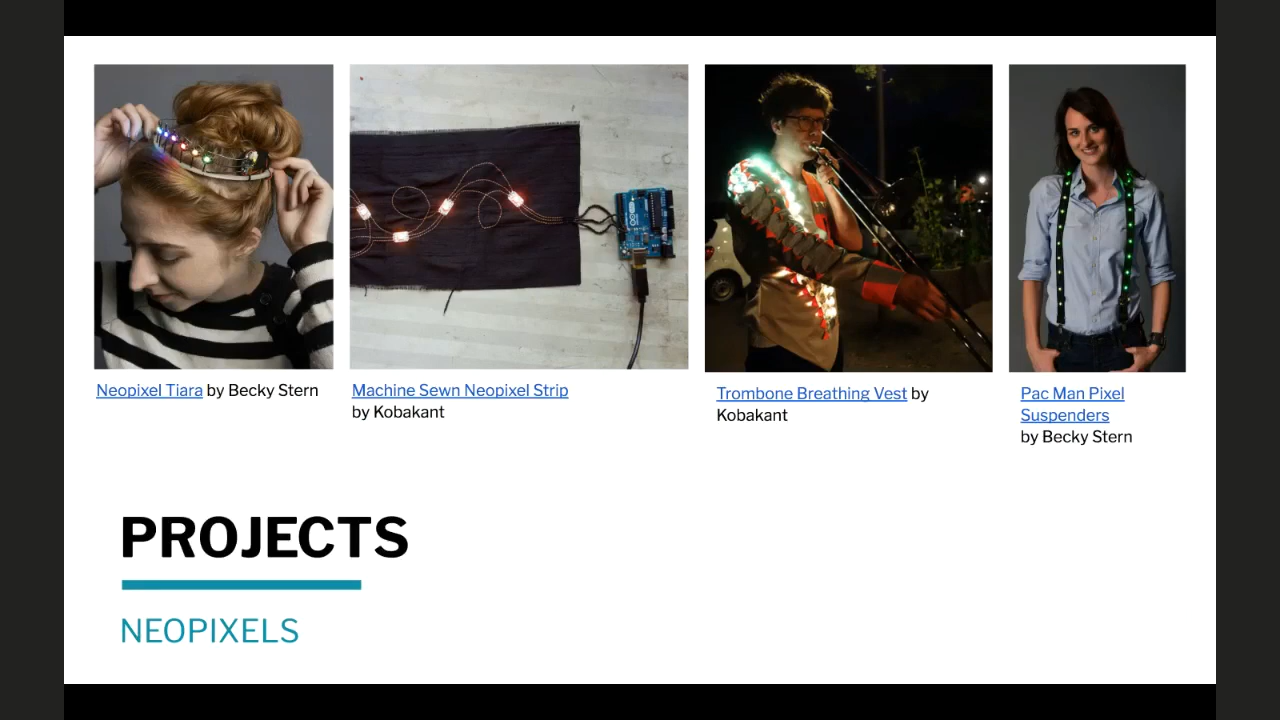 Neopixel Tiara by Becky Stern
Machine Sewn Neopixel Strip
by Kobakant
Trombone Breathing Vest by
Kobakant
Pac Man Pixel
Suspenders
by Becky Stern
PROJECTS
NEOPIXELS